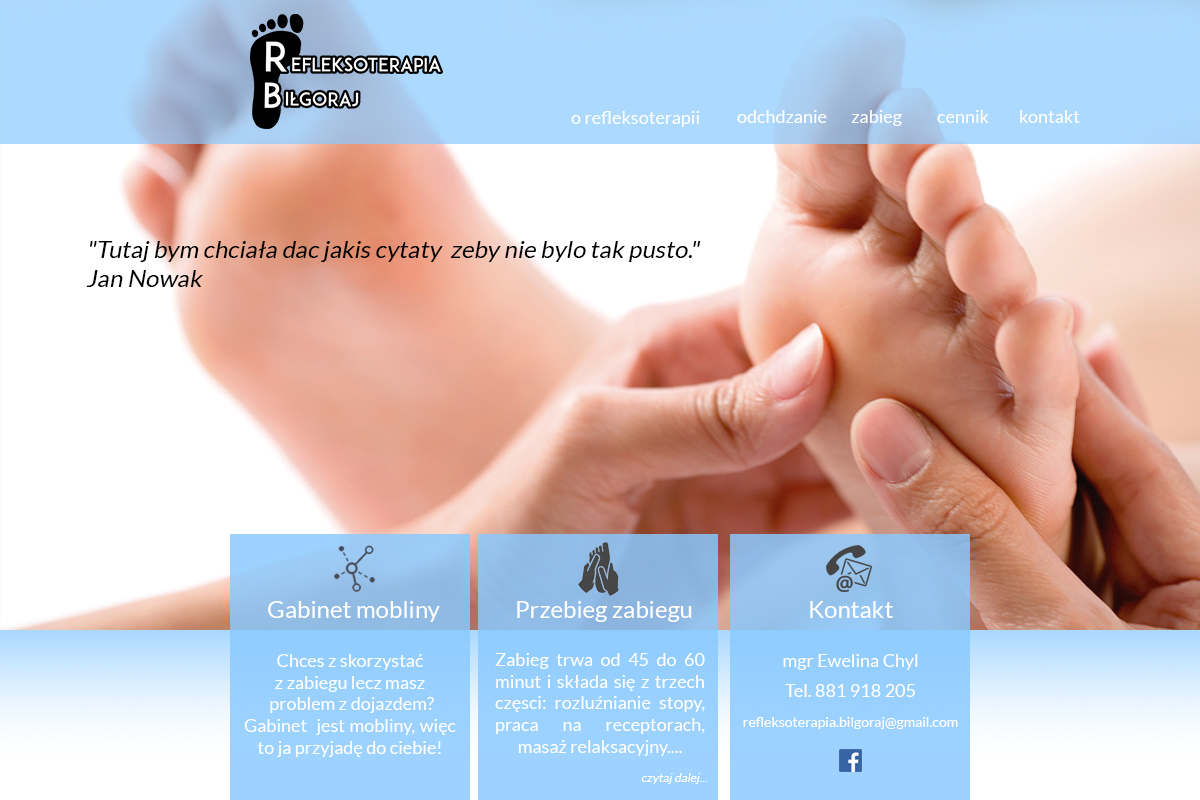 REFLEKSOTERAPIA
BIŁGORAJ
o refleksoterapii odchdzanie zabieg cennik kontakt
"Tutaj bym chciała dac jakis cytaty  zeby nie bylo tak pusto."
Jan Nowak
Gabinet mobliny
Chces z skorzystać
z zabiegu lecz masz
problem z dojazdem?
Gabinet  jest mobliny, więc
to ja przyjadę do ciebie!
Przebieg zabiegu
Zabieg trwa od 45 do 60
minut i składa się z trzech
częsci: rozluźnianie stopy,
praca na receptorach,
masaż relaksacyjny....
czytaj dalej...
Kontakt
mgr Ewelina Chyl
Tel. 881 918 205
refleksoterapia.bilgoraj@gmail.com